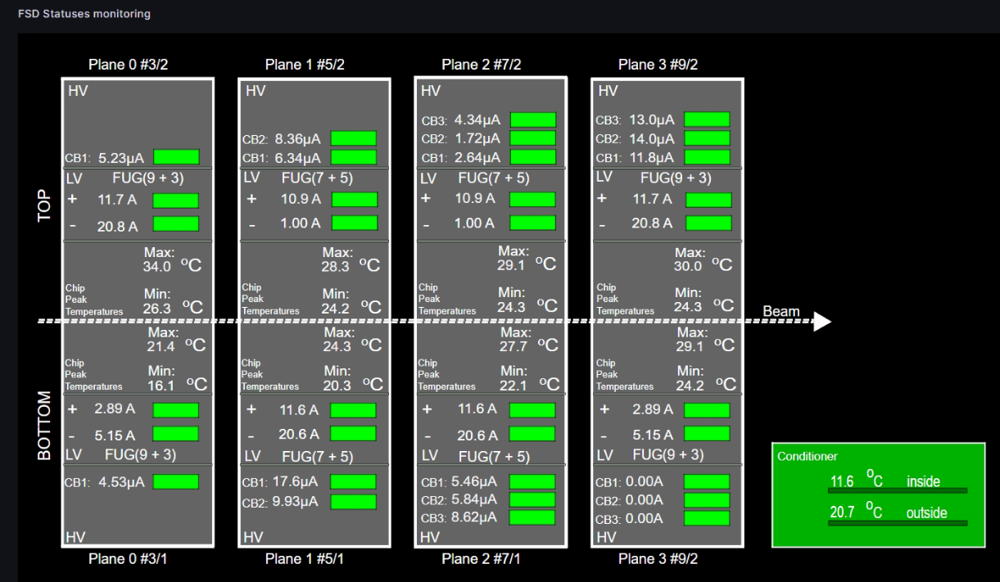 FSD Statuses monitoring
Plane 0 #3/2 Plane 1 #5/2 Plane 2 #7/2 Plane 3 #9/2
TOP
HV
CB1: 5.23µA
LV FUG(9 + 3)
+ 11.7 A
- 20.8 A
Max:
34.0 °C
Chip
Peak
Temperatures
Min:
26.3 °C
HV
CB2: 8.36µA
CB1: 6.34µA
LV FUG(7 + 5)
+ 10.9 A
- 1.00 A
Max:
28.3 °C
Chip
Peak
Temperatures
Min:
24.2 °C
HV
CB3: 4.34µA
CB2: 1.72µA
CB1: 2.64µA
LV FUG(7 + 5)
+ 10.9 A
- 1.00 A
Max:
29.1 °C
Chip
Peak
Temperatures
Min:
24.3 °C
HV
CB3: 13.0µA
CB2: 14.0µA
CB1: 11.8µA
LV FUG(9 + 3)
+ 11.7 A
- 20.8 A
Max:
30.0 °C
Chip
Peak
Temperatures
Min:
24.3 °C
Beam
BOTTOM
Max:
21.4 °C
Chip
Peak
Temperatures
Min:
16.1 °C
+ 2.89 A
- 5.15 A
LV FUG(9 + 3)
CB1: 4.53µA
HV
Max:
24.3 °C
Chip
Peak
Temperatures
Min:
20.3 °C
+ 11.6 A
- 20.6 A
LV FUG(7 + 5)
CB1: 17.6µA
CB2: 9.93µA
HV
Max:
27.7 °C
Chip
Peak
Temperatures
Min:
22.1 °C
+ 11.6 A
- 20.6 A
LV FUG(7 + 5)
CB1: 5.46µA
CB2: 5.84µA
CB3: 8.62µA
HV
Max:
29.1 °C
Chip
Peak
Temperatures
Min:
24.2 °C
+ 2.89 A
- 5.15 A
LV FUG(9 + 3)
CB1: 0.00A
CB2: 0.00A
CB3: 0.00A
HV
Plane 0 #3/1 Plane 1 #5/1 Plane 2 #7/1 Plane 3 #9/2
Conditioner
11.6 °C inside
20.7 °C outside